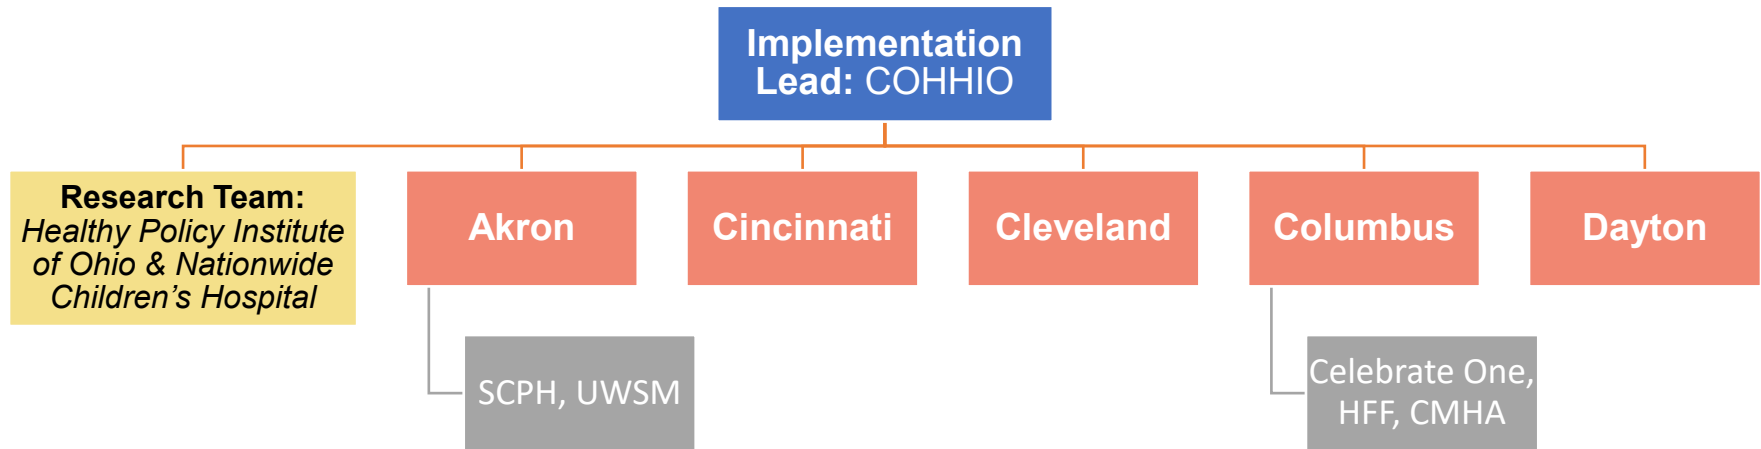 Implementation
Lead: COHHIO
Research Team:
Healthy Policy Institute
of Ohio & Nationwide
Children’s Hospital
Akron
Cincinnati
Cleveland
Columbus
Dayton
SCPH, UWSM
Celebrate One,
HFF, CMHA